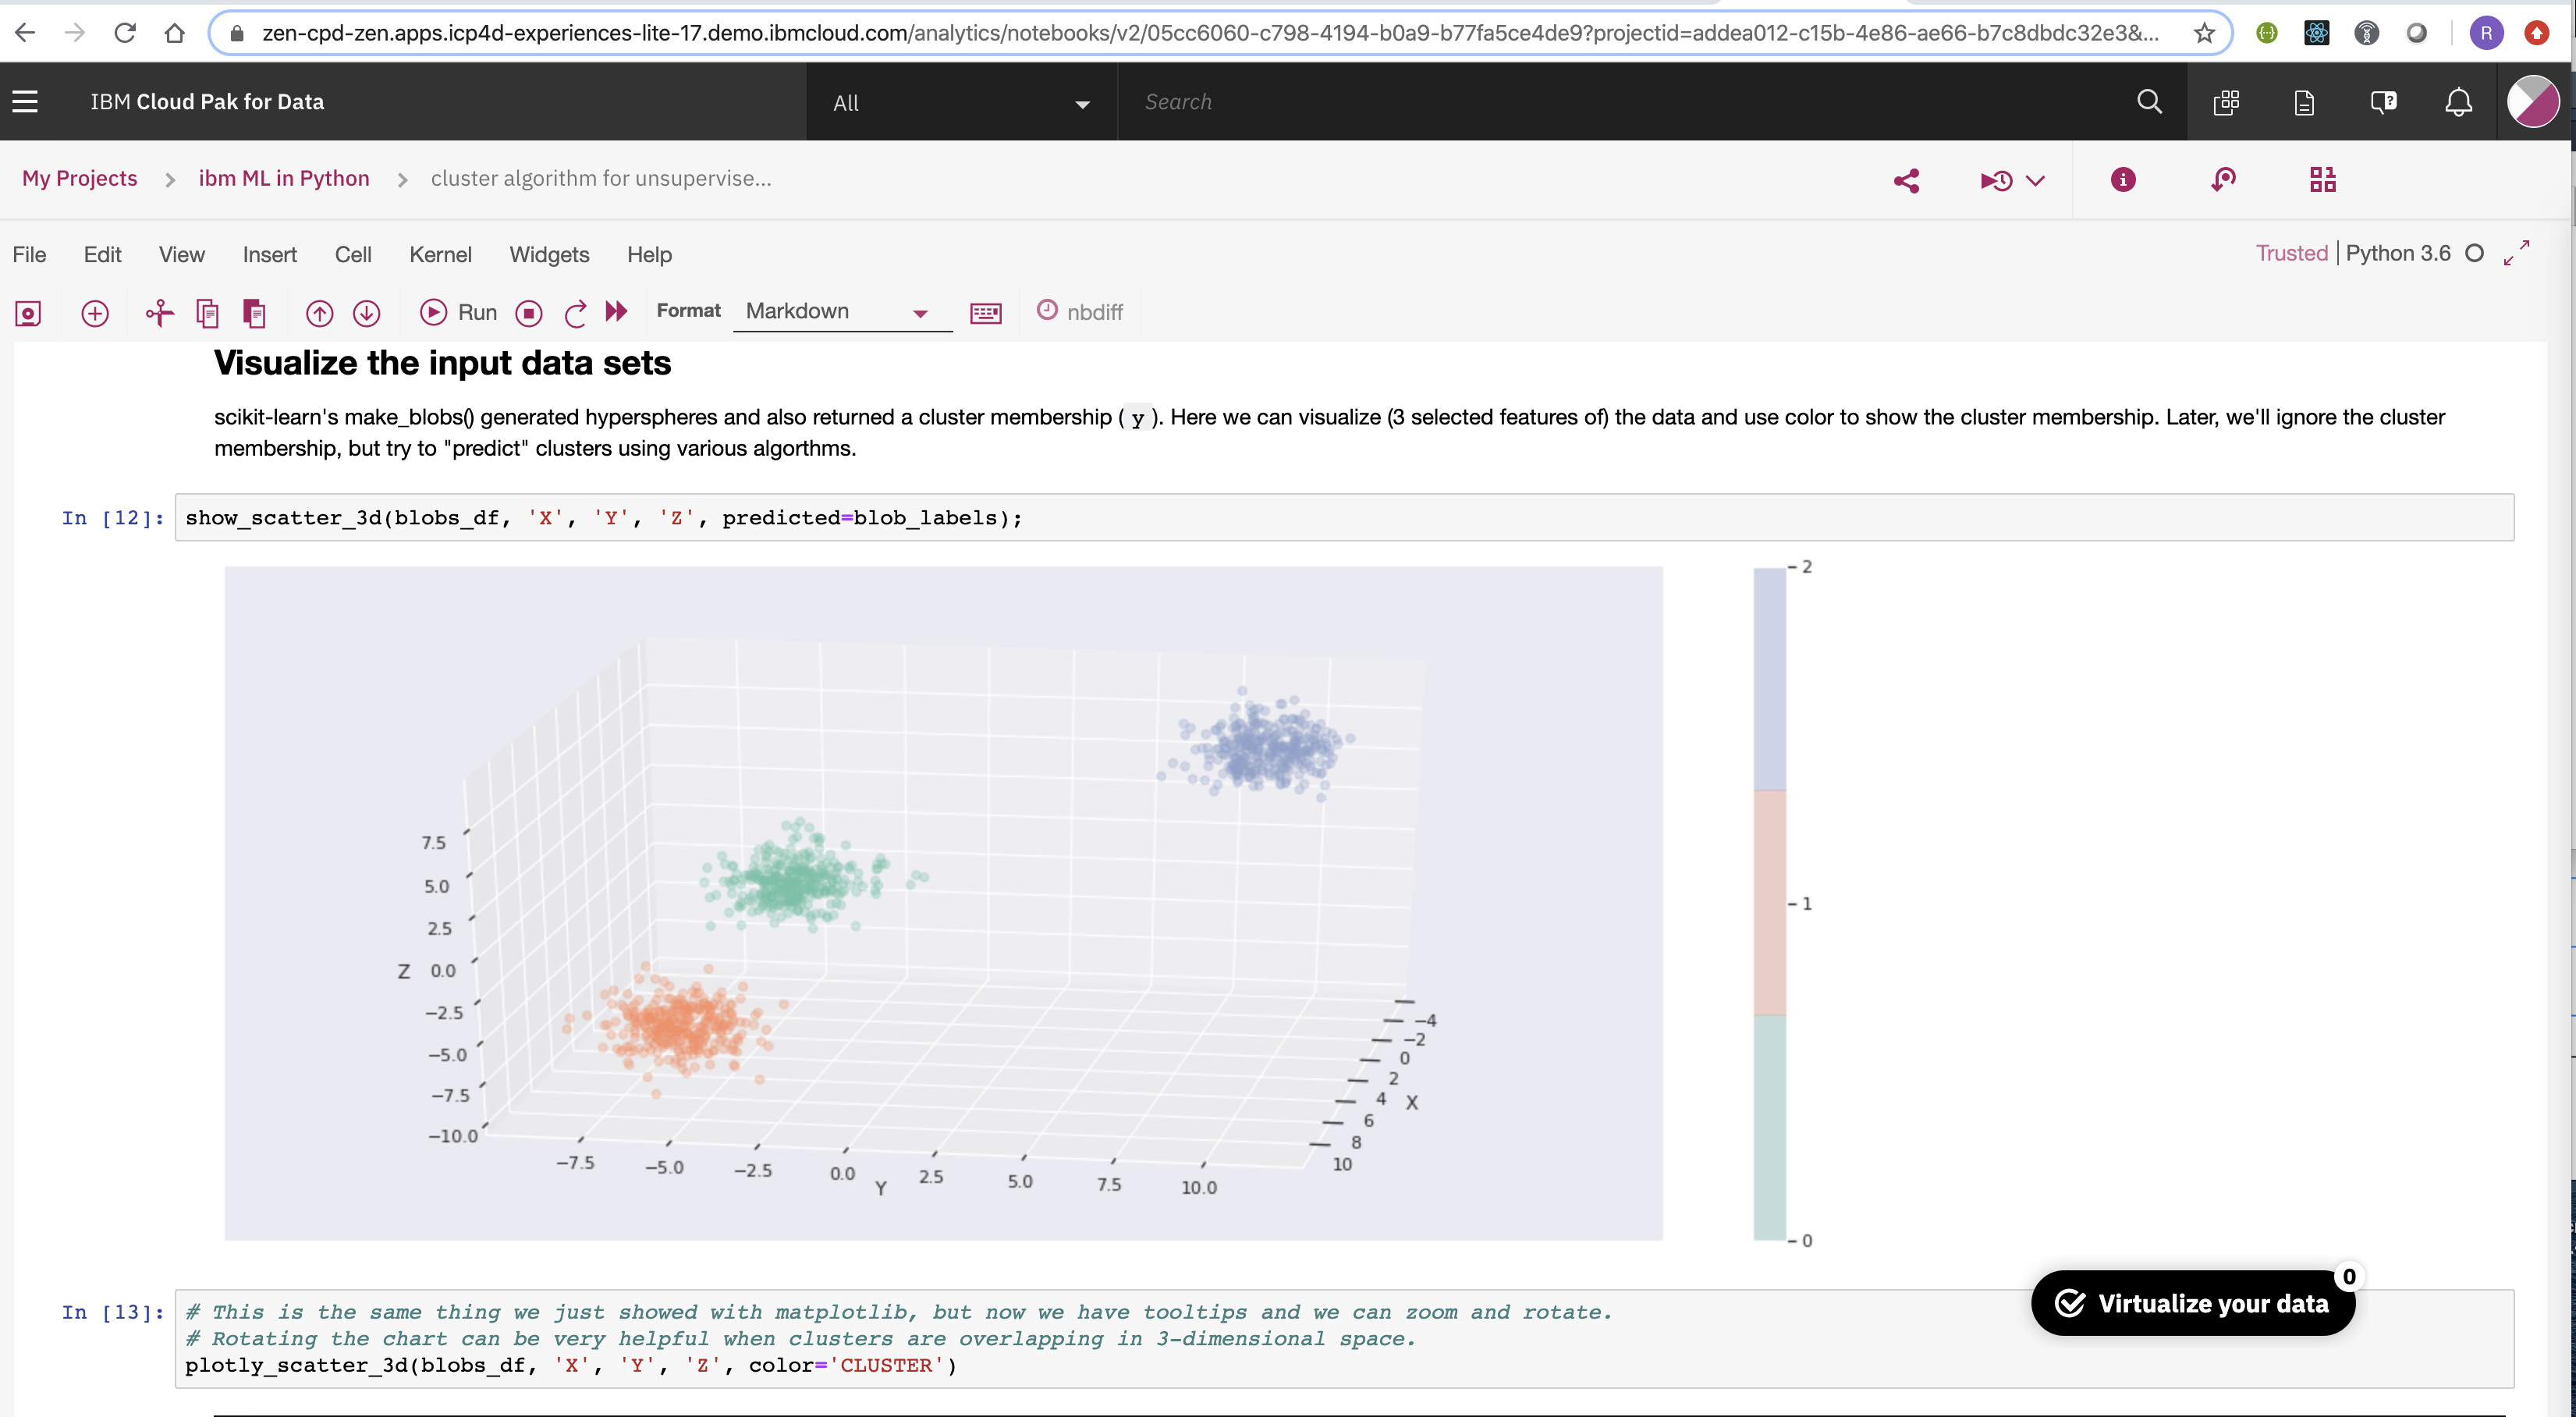 zen-cpd-zen.apps.icp4d-experiences-lite-17.demo.ibmcloud.com/analytics/notebooks/v2/05cc6060-c798-4194-b0a9-b77fa5ce4de9?projectid=addea012-c15b-4e86-ae66-b7c8dbdc32e3&...
R
IBM Cloud Pak for Data
All
Search
My Projects > ibm ML in Python > cluster algorithm for unsupervise...
File Edit View Insert Cell Kernel Widgets Help
Trusted | Python 3.6
Run
Format
Markdown
nbdiff
Visualize the input data sets
scikit-learn's make_blobs() generated hyperspheres and also returned a cluster membership ( y ). Here we can visualize (3 selected features of) the data and use color to show the cluster membership. Later, we'll ignore the cluster
membership, but try to "predict" clusters using various algorthms.
In [12]: show_scatter_3d(blobs_df, 'X', 'Y', 'Z', predicted=blob_labels);
7.5
5.0
2.5
Z 0.0
−2.5
−5.0
−7.5
−10.0
−7.5 −5.0 −2.5 0.0 2.5 5.0 7.5 10.0
Y
−4
−2
0
2
4 X
6
8
10
2
1
0
In [13]: # This is the same thing we just showed with matplotlib, but now we have tooltips and we can zoom and rotate.
# Rotating the chart can be very helpful when clusters are overlapping in 3-dimensional space.
plotly_scatter_3d(blobs_df, 'X', 'Y', 'Z', color='CLUSTER')
Virtualize your data
0